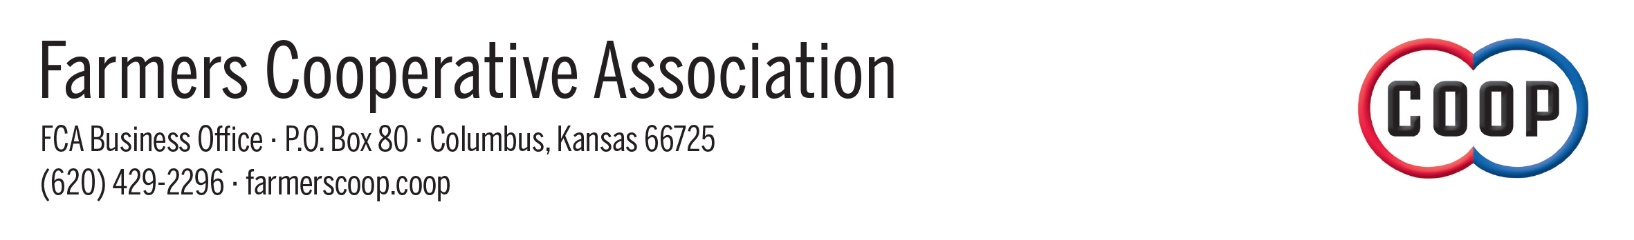 Farmers Cooperative Association
FCA Business Office · P.O. Box 80 · Columbus, Kansas 66725
(620) 429-2296 · farmerscoop.coop
COOP